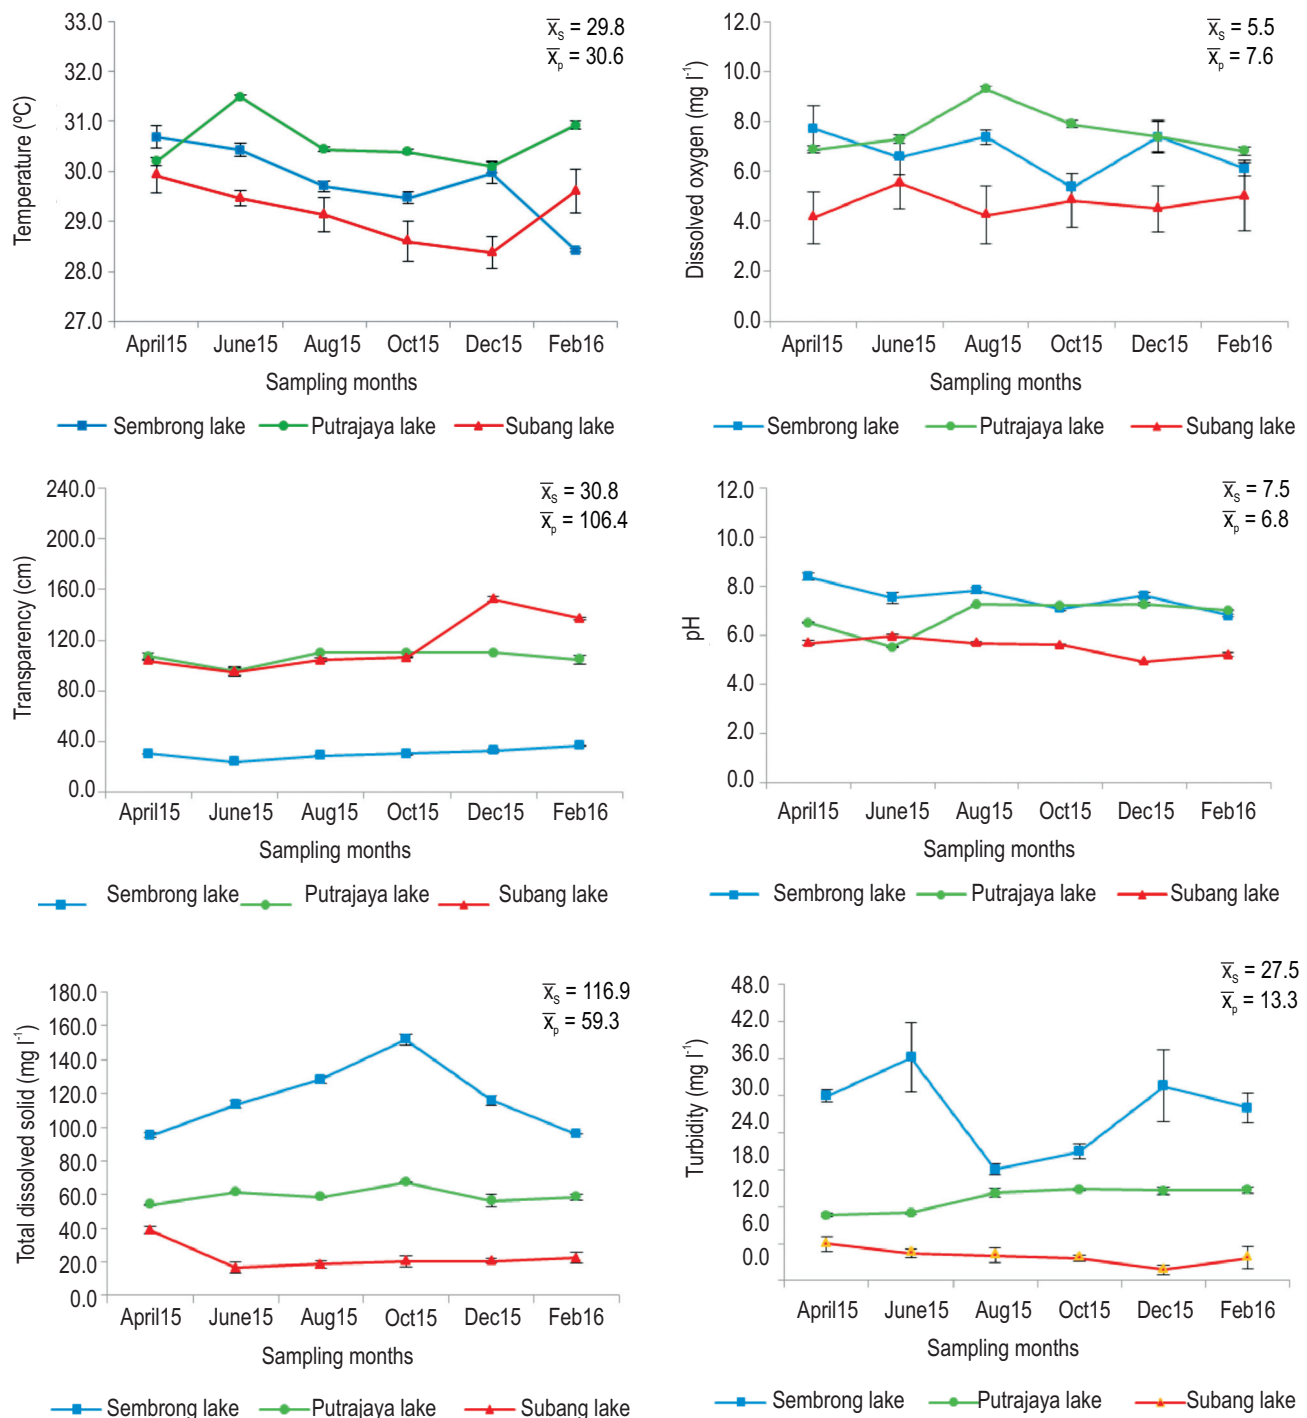 33.0
32.0
31.0
30.0
29.0
28.0
27.0
Temperature (ºC)
x̅s = 29.8
x̅p = 30.6
April15 June15 Aug15 Oct15 Dec15 Feb16
Sampling months
Sembrong lake Putrajaya lake Subang lake
12.0
10.0
8.0
6.0
4.0
2.0
0.0
Dissolved oxygen (mg l⁻¹)
x̅s = 5.5
x̅p = 7.6
April15 June15 Aug15 Oct15 Dec15 Feb16
Sampling months
Sembrong lake Putrajaya lake Subang lake
240.0
200.0
160.0
120.0
80.0
40.0
0.0
Transparency (cm)
x̅s = 30.8
x̅p = 106.4
April15 June15 Aug15 Oct15 Dec15 Feb16
Sampling months
Sembrong lake Putrajaya lake Subang lake
12.0
10.0
8.0
6.0
4.0
2.0
0.0
pH
x̅s = 7.5
x̅p = 6.8
April15 June15 Aug15 Oct15 Dec15 Feb16
Sampling months
Sembrong lake Putrajaya lake Subang lake
180.0
160.0
140.0
120.0
100.0
80.0
60.0
40.0
20.0
0.0
Total dissolved solid (mg l⁻¹)
x̅s = 116.9
x̅p = 59.3
April15 June15 Aug15 Oct15 Dec15 Feb16
Sampling months
Sembrong lake Putrajaya lake Subang lake
48.0
42.0
36.0
30.0
24.0
18.0
12.0
6.0
0.0
Turbidity (mg l⁻¹)
x̅s = 27.5
x̅p = 13.3
April15 June15 Aug15 Oct15 Dec15 Feb16
Sampling months
Sembrong lake Putrajaya lake Subang lake